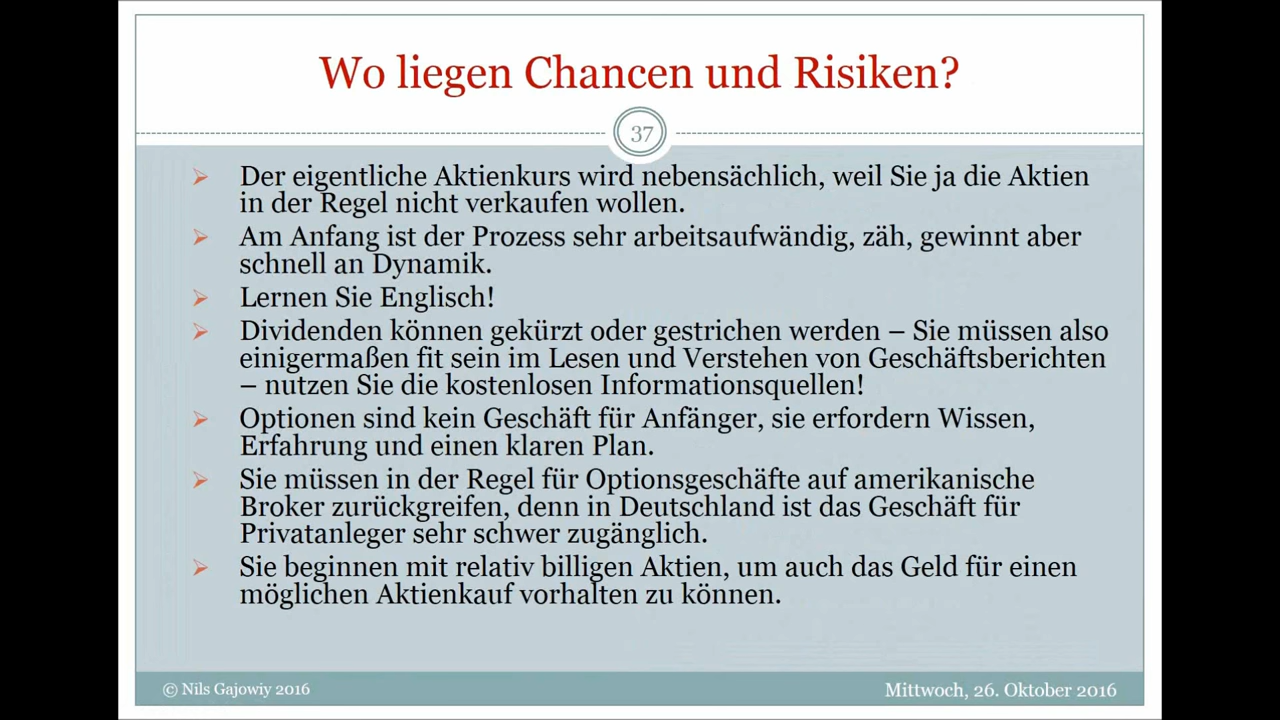 Wo liegen Chancen und Risiken?
37
Der eigentliche Aktienkurs wird nebensächlich, weil Sie ja die Aktien
in der Regel nicht verkaufen wollen.
Am Anfang ist der Prozess sehr arbeitsaufwändig, zäh, gewinnt aber
schnell an Dynamik.
Lernen Sie Englisch!
Dividenden können gekürzt oder gestrichen werden – Sie müssen also
einigermaßen fit sein im Lesen und Verstehen von Geschäftsberichten
– nutzen Sie die kostenlosen Informationsquellen!
Optionen sind kein Geschäft für Anfänger, sie erfordern Wissen,
Erfahrung und einen klaren Plan.
Sie müssen in der Regel für Optionsgeschäfte auf amerikanische
Broker zurückgreifen, denn in Deutschland ist das Geschäft für
Privatanleger sehr schwer zugänglich.
Sie beginnen mit relativ billigen Aktien, um auch das Geld für einen
möglichen Aktienkauf vorhalten zu können.
© Nils Gajowiy 2016
Mittwoch, 26. Oktober 2016